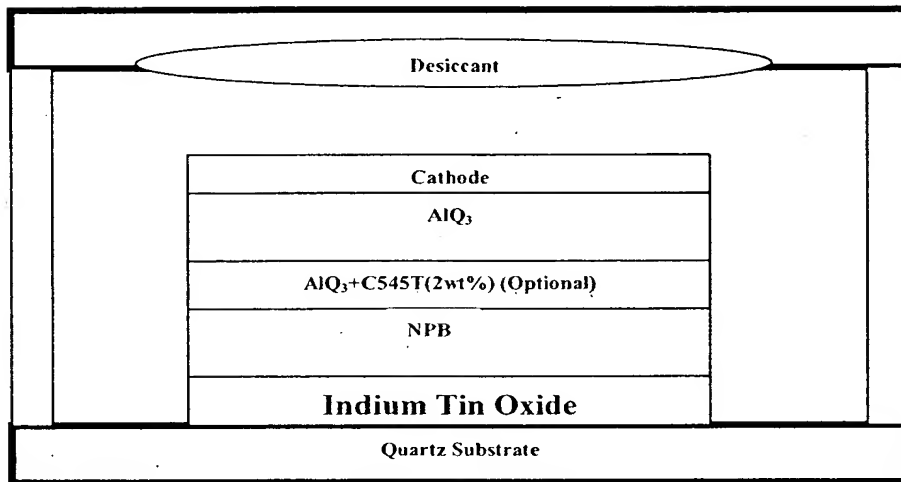 Desiccant
Cathode
AlQ₃
AlQ₃+C545T(2wt%) (Optional)
NPB
Indium Tin Oxide
Quartz Substrate